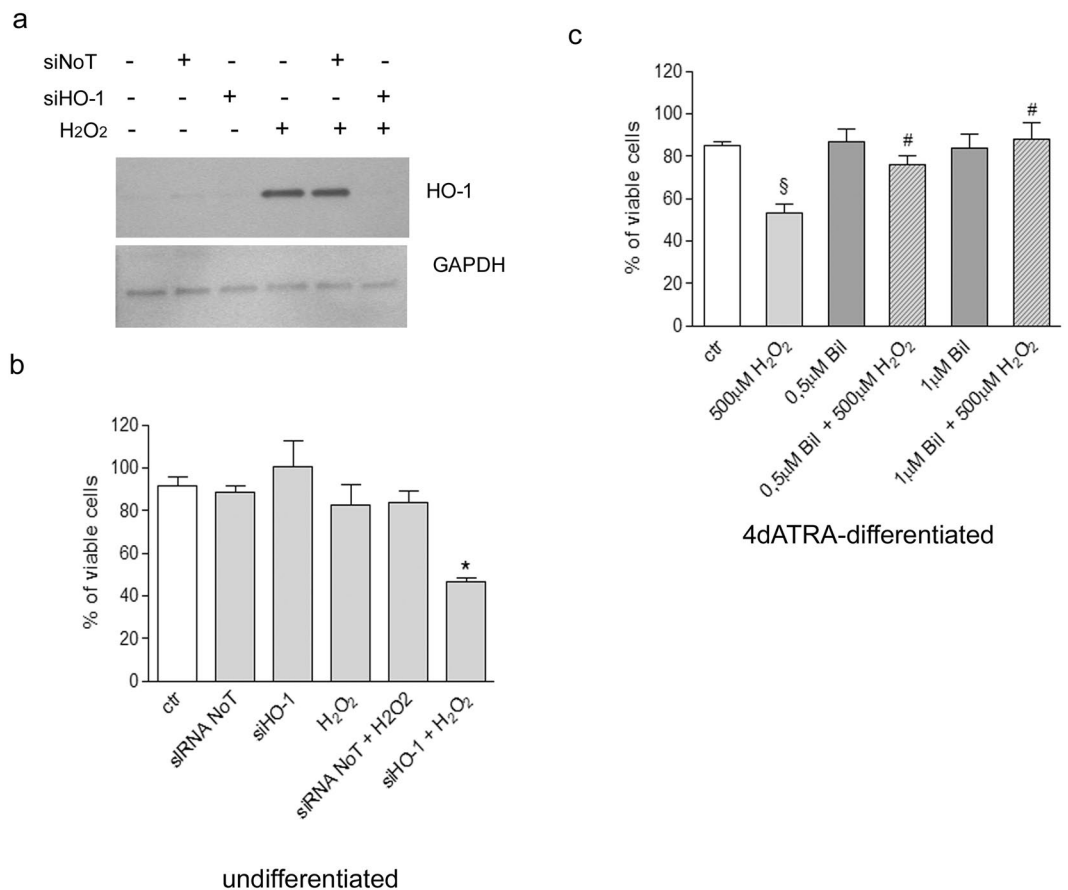 a
siNoT - + - - + -
siHO-1 - - + - - +
H2O2 - - - + + +
HO-1
GAPDH
b
120
100
80
60
40
20
0
% of viable cells
*
ctr
siRNA NoT
siHO-1
H2O2
siRNA NoT + H2O2
siHO-1 + H2O2
undifferentiated
c
120
100
80
60
40
20
0
% of viable cells
§
#
#
ctr
500µM H2O2
0,5µM Bil
0,5µM Bil + 500µM H2O2
1µM Bil
1µM Bil + 500µM H2O2
4dATRA-differentiated